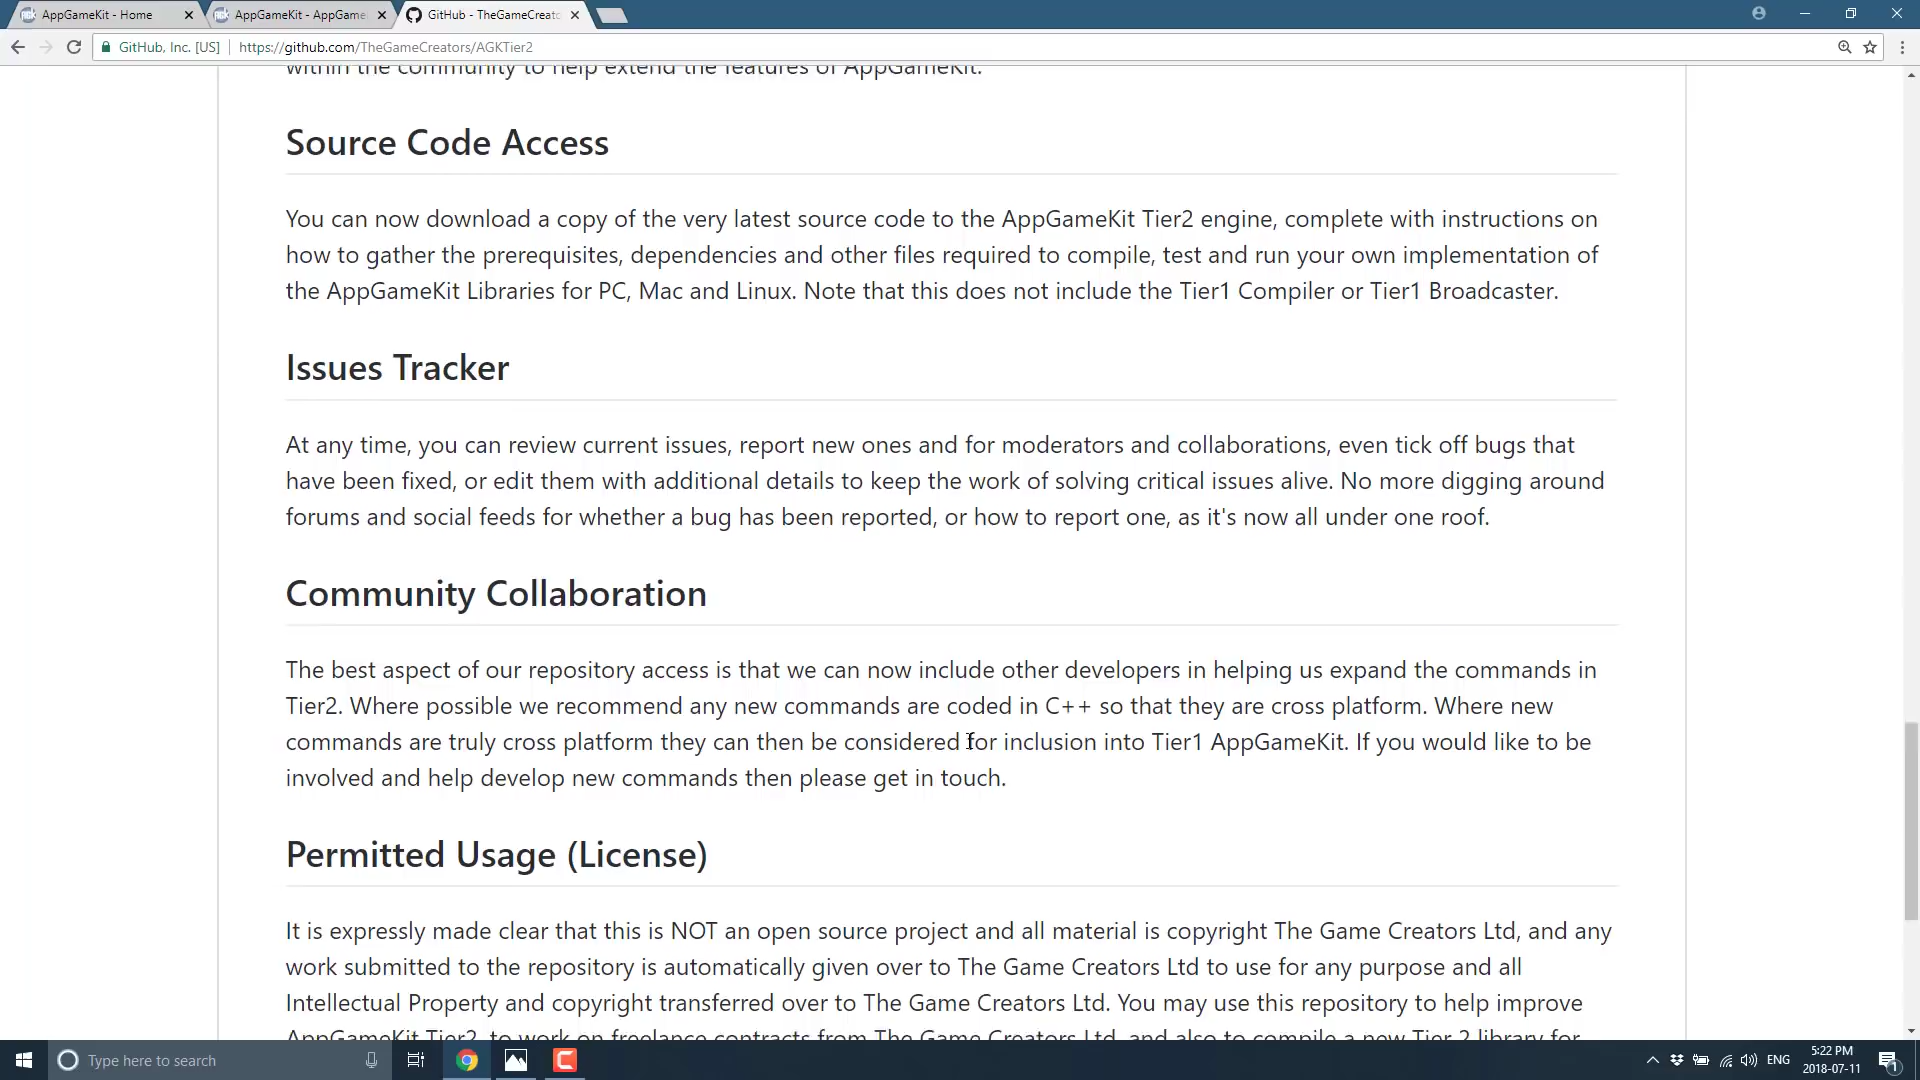 AppGameKit - Home
AppGameKit - AppGame
GitHub - TheGameCreato
GitHub, Inc. [US]
https://github.com/TheGameCreators/AGKTier2
within the community to help extend the features of AppGameKit.
Source Code Access
You can now download a copy of the very latest source code to the AppGameKit Tier2 engine, complete with instructions on
how to gather the prerequisites, dependencies and other files required to compile, test and run your own implementation of
the AppGameKit Libraries for PC, Mac and Linux. Note that this does not include the Tier1 Compiler or Tier1 Broadcaster.
Issues Tracker
At any time, you can review current issues, report new ones and for moderators and collaborations, even tick off bugs that
have been fixed, or edit them with additional details to keep the work of solving critical issues alive. No more digging around
forums and social feeds for whether a bug has been reported, or how to report one, as it's now all under one roof.
Community Collaboration
The best aspect of our repository access is that we can now include other developers in helping us expand the commands in
Tier2. Where possible we recommend any new commands are coded in C++ so that they are cross platform. Where new
commands are truly cross platform they can then be considered for inclusion into Tier1 AppGameKit. If you would like to be
involved and help develop new commands then please get in touch.
Permitted Usage (License)
It is expressly made clear that this is NOT an open source project and all material is copyright The Game Creators Ltd, and any
work submitted to the repository is automatically given over to The Game Creators Ltd to use for any purpose and all
Intellectual Property and copyright transferred over to The Game Creators Ltd. You may use this repository to help improve
AppGameKit Tier2, to work on freelance contracts from The Game Creators Ltd, and also to compile a new Tier 2 library for
Type here to search
ENG
5:22 PM
2018-07-11
1